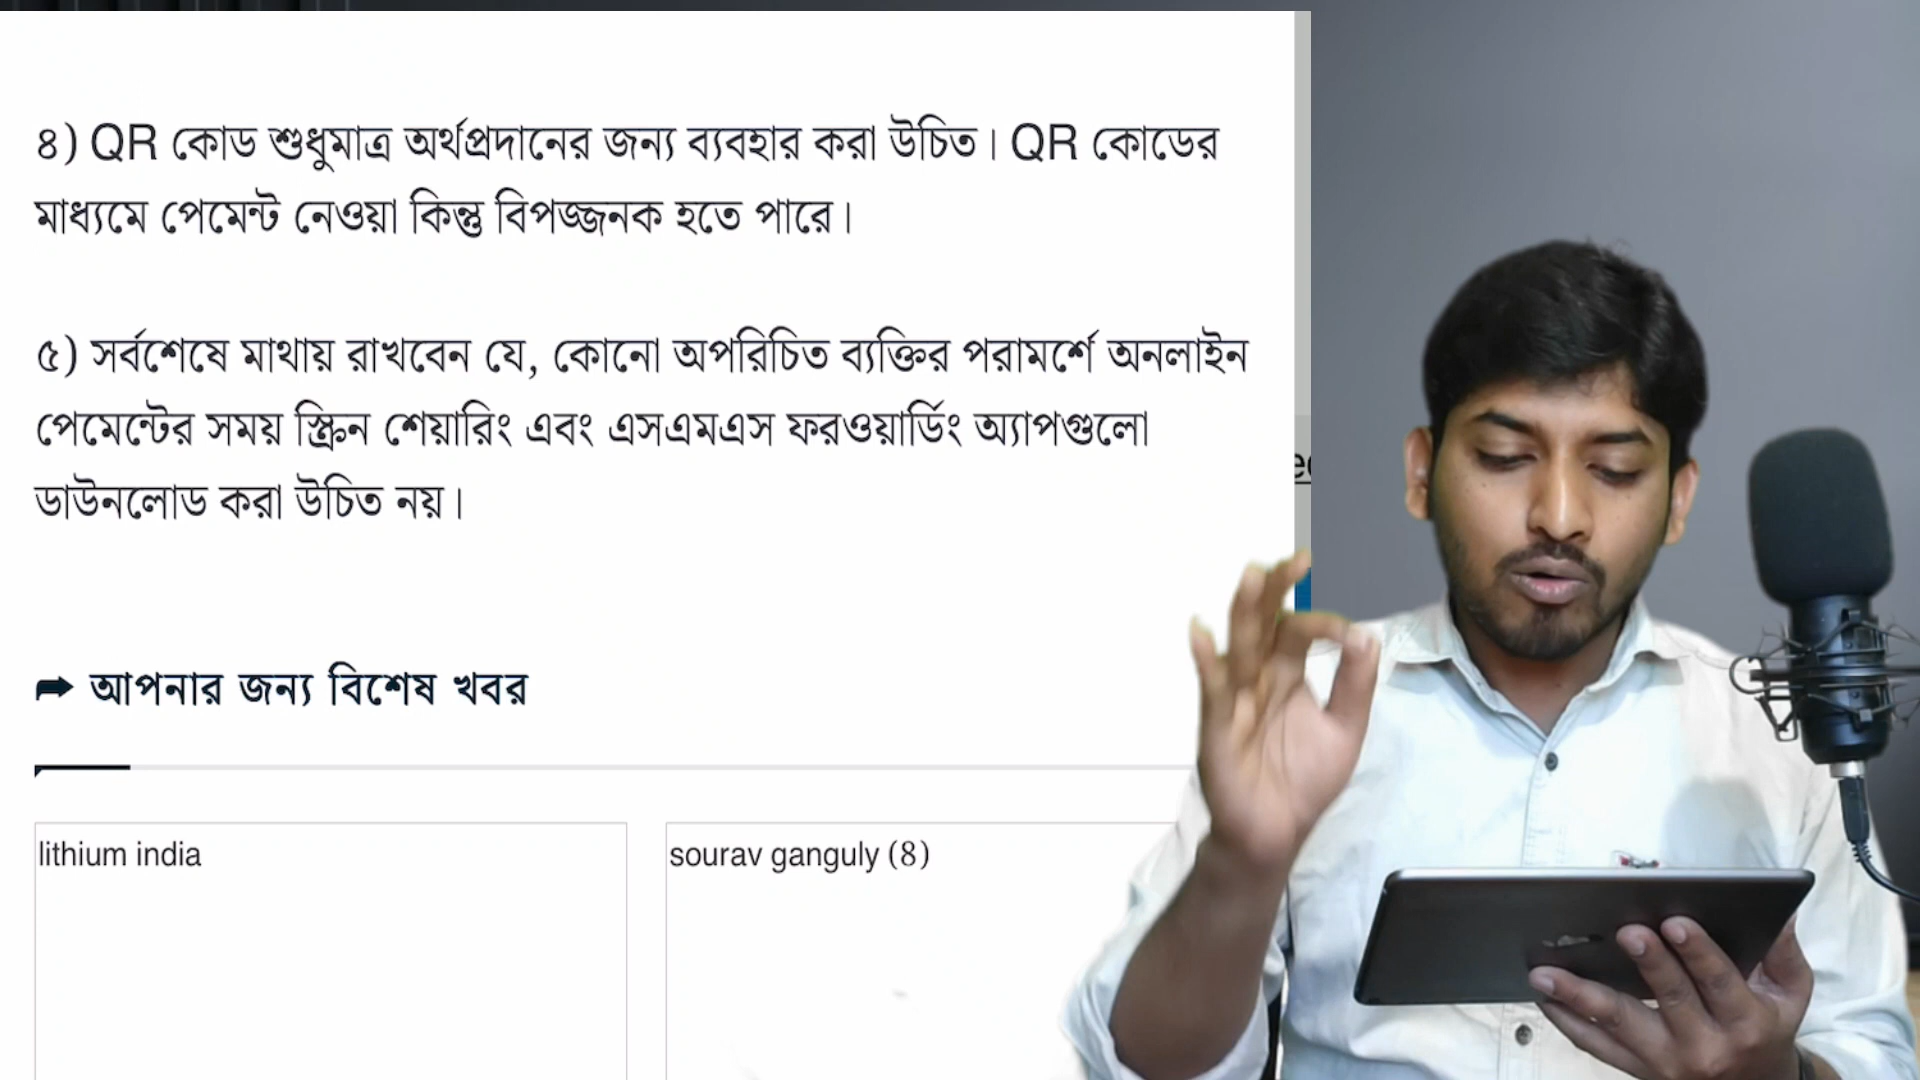 ৪) QR কোড শুধুমাত্র অর্থপ্রদানের জন্য ব্যবহার করা উচিত। QR কোডের
মাধ্যমে পেমেন্ট নেওয়া কিন্তু বিপজ্জনক হতে পারে।
৫) সর্বশেষে মাথায় রাখবেন যে, কোনো অপরিচিত ব্যক্তির পরামর্শে অনলাইন
পেমেন্টের সময় স্ক্রিন শেয়ারিং এবং এসএমএস ফরওয়ার্ডিং অ্যাপগুলো
ডাউনলোড করা উচিত নয়।
➦ আপনার জন্য বিশেষ খবর
lithium india
sourav ganguly (8)